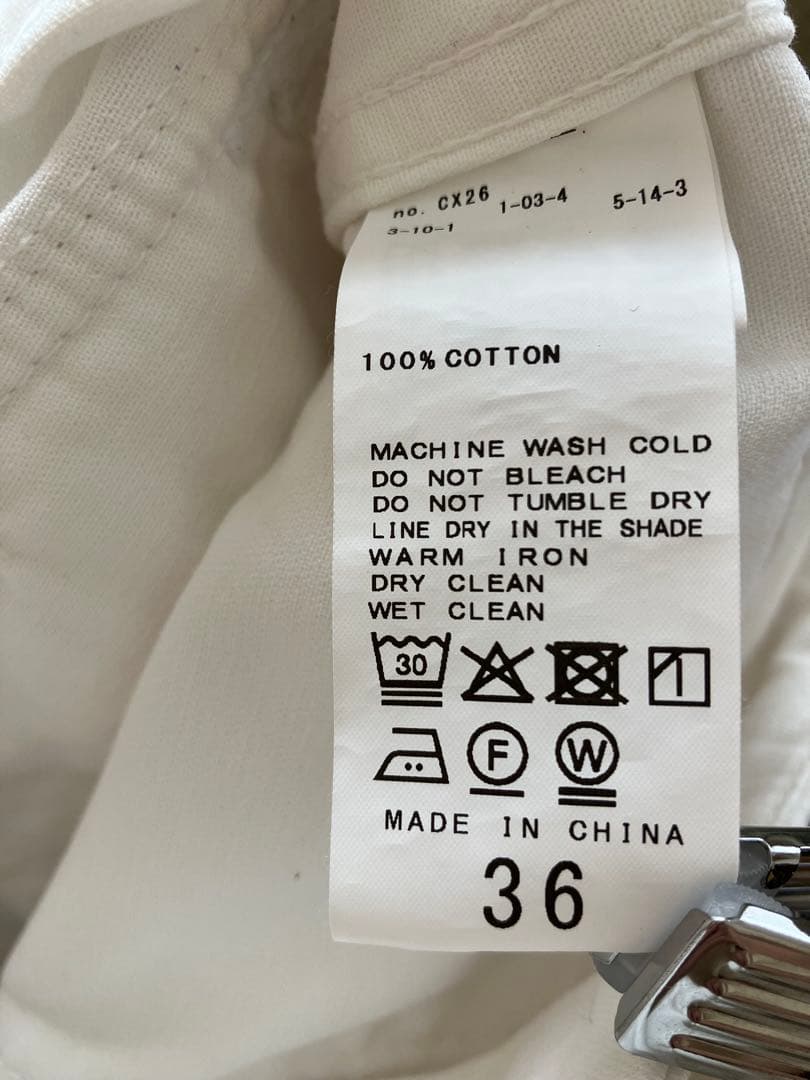 no. CX26 1-03-4 5-14-3
3-10-1
100% COTTON
MACHINE WASH COLD
DO NOT BLEACH
DO NOT TUMBLE DRY
LINE DRY IN THE SHADE
WARM IRON
DRY CLEAN
WET CLEAN
30
F W
MADE IN CHINA
36